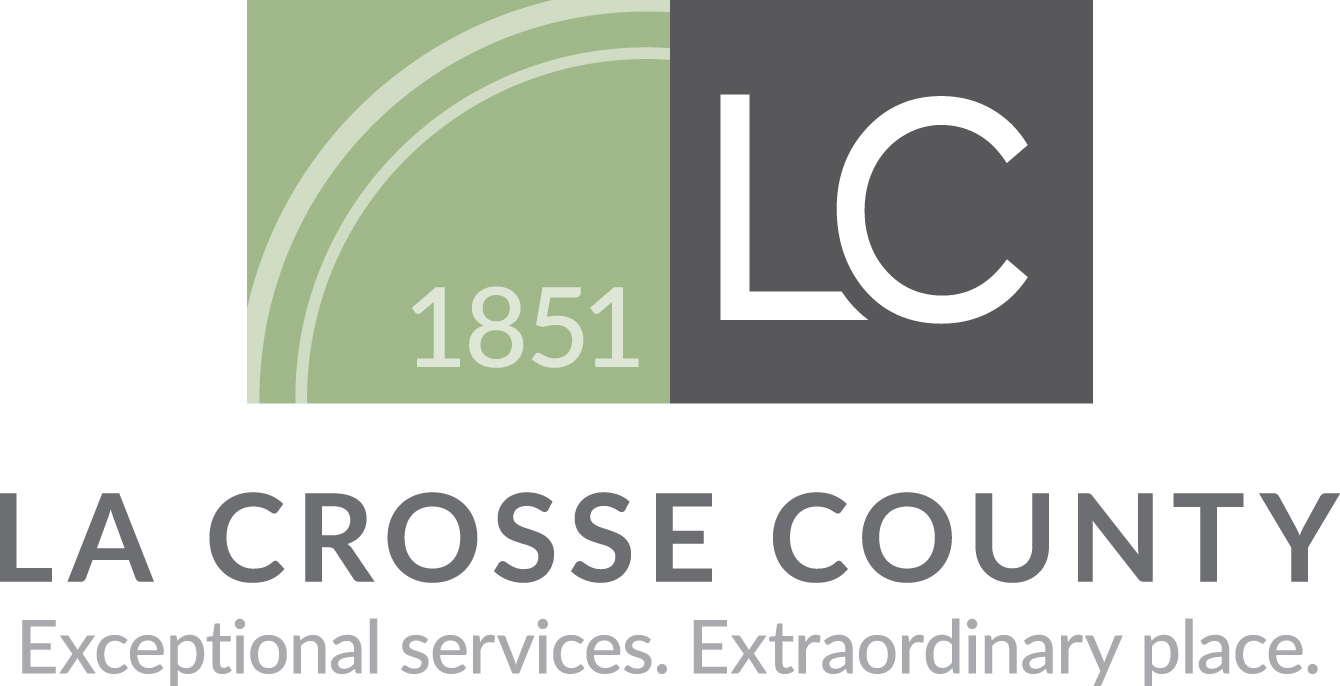 1851
LC
LA CROSSE COUNTY
Exceptional services. Extraordinary place.